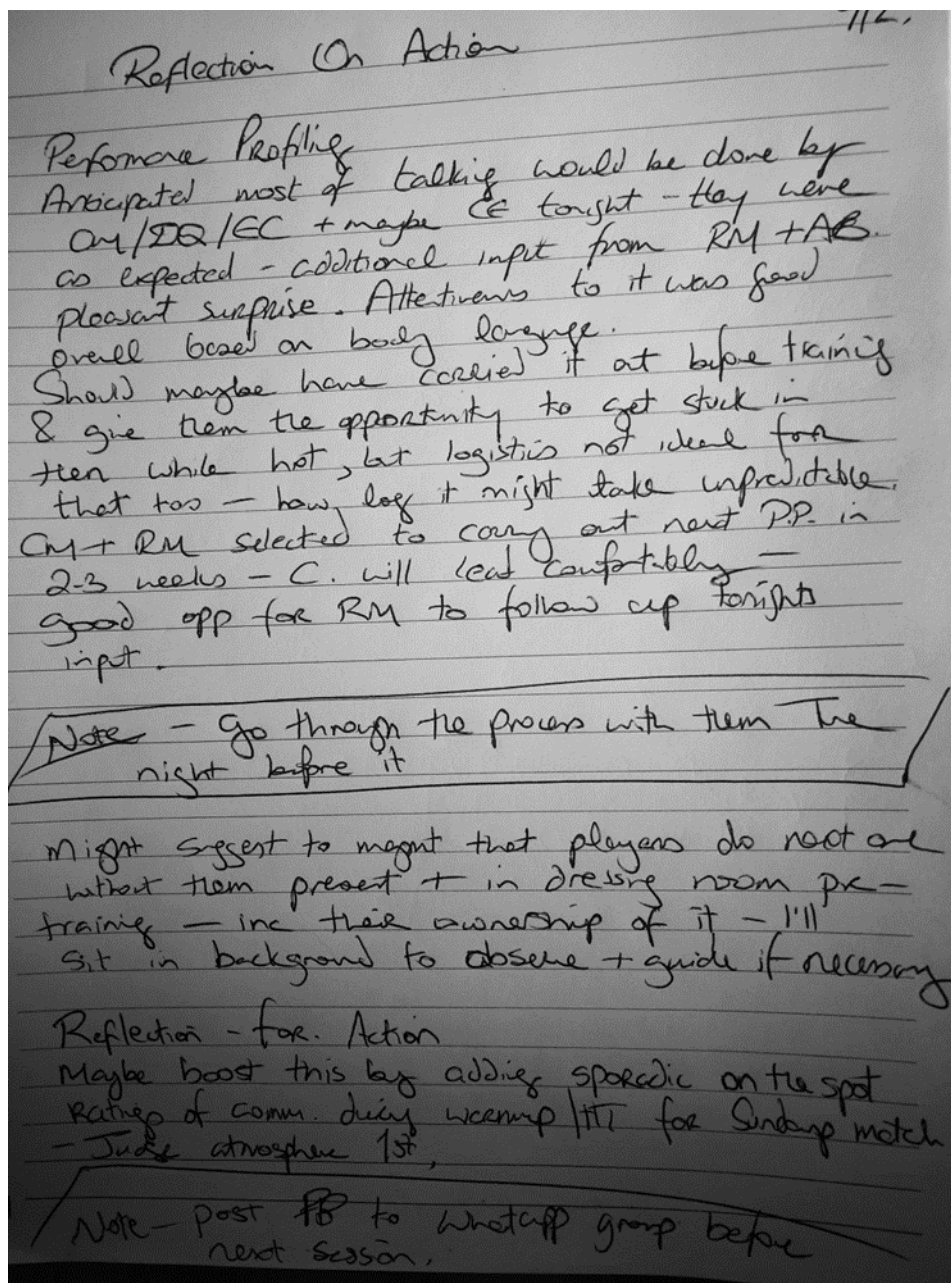 Reflection On Action
Perfomance Profiling
Anticipated most of talking would be done by
CM/DQ/EC + maybe CE tonight - they were
as expected - additional input from RM + AB.
pleasant surprise. Attentiveness to it was good
overall based on body language.
Should maybe have carried it out before training
& give them the opportunity to get stuck in
then while hot, but logistics not ideal for
that too - how long it might take unpredictable.
CM + RM selected to carry out next P.P. in
2-3 weeks - C. will lead comfortably -
good opp for RM to follow up tonights
input.
Note - Go through the process with them The
night before it
Might suggest to mgmnt that players do next one
without them present + in dressing room pre-
training - inc their ownership of it - I'll
sit in background to observe + guide if necessary
Reflection - for. Action
Maybe boost this by adding sporadic on the spot
ratings of comm. during warmup/HT for Sundays match
- Judge atmosphere 1st,
Note - post to whatsapp group before
next session.